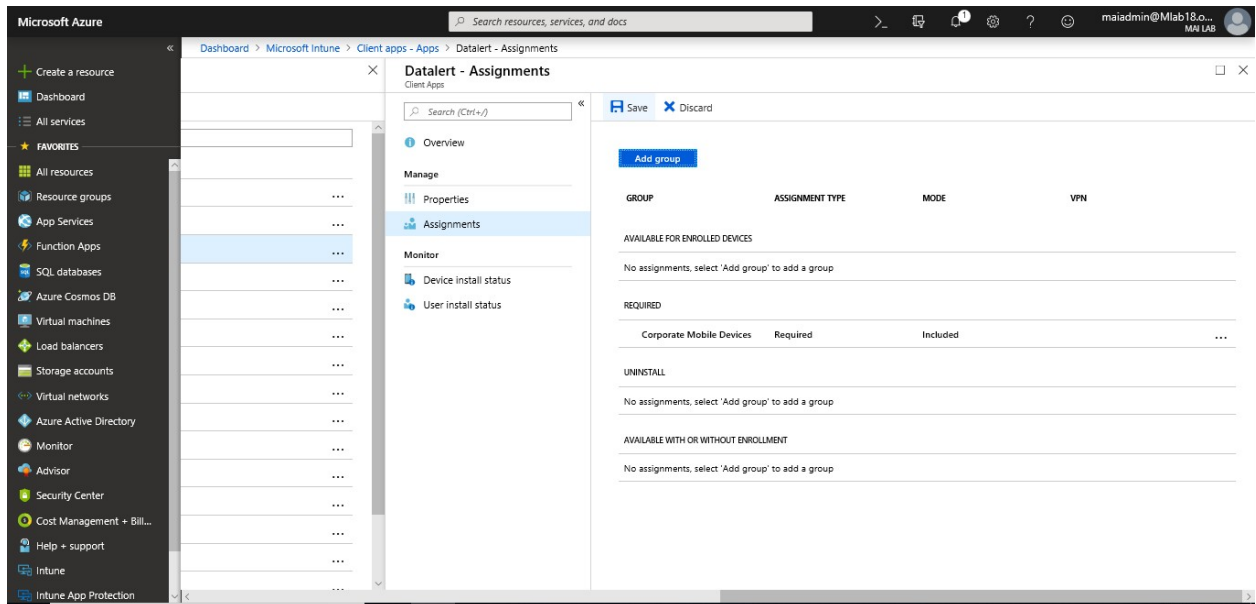 Microsoft Azure
Search resources, services, and docs
1
maiadmin@Mlab18.o...
MAI LAB
Dashboard > Microsoft Intune > Client apps - Apps > Datalert - Assignments
Create a resource
Dashboard
All services
FAVORITES
All resources
Resource groups
App Services
Function Apps
SQL databases
Azure Cosmos DB
Virtual machines
Load balancers
Storage accounts
Virtual networks
Azure Active Directory
Monitor
Advisor
Security Center
Cost Management + Bill...
Help + support
Intune
Intune App Protection
Datalert - Assignments
Client Apps
Search (Ctrl+/)
Overview
Manage
Properties
Assignments
Monitor
Device install status
User install status
Save Discard
Add group
GROUP ASSIGNMENT TYPE MODE VPN
AVAILABLE FOR ENROLLED DEVICES
No assignments, select 'Add group' to add a group
REQUIRED
Corporate Mobile Devices Required Included ...
UNINSTALL
No assignments, select 'Add group' to add a group
AVAILABLE WITH OR WITHOUT ENROLLMENT
No assignments, select 'Add group' to add a group